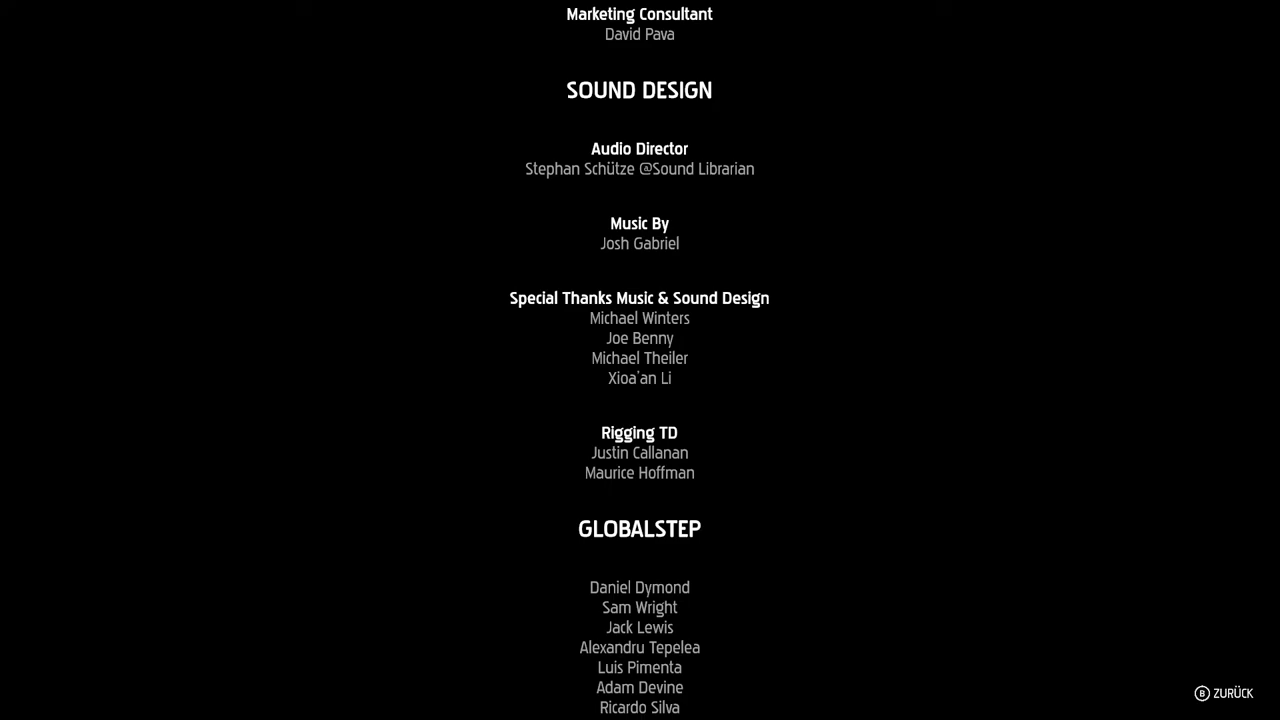 Marketing Consultant
David Pava
SOUND DESIGN
Audio Director
Stephan Schütze @Sound Librarian
Music By
Josh Gabriel
Special Thanks Music & Sound Design
Michael Winters
Joe Benny
Michael Theiler
Xioa'an Li
Rigging TD
Justin Callanan
Maurice Hoffman
GLOBALSTEP
Daniel Dymond
Sam Wright
Jack Lewis
Alexandru Tepelea
Luis Pimenta
Adam Devine
Ricardo Silva
B ZURÜCK